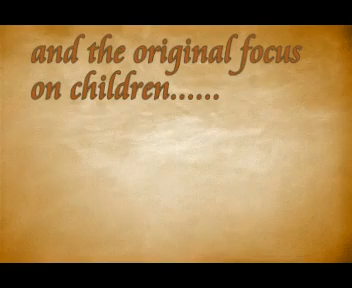 and the original focus
on children......